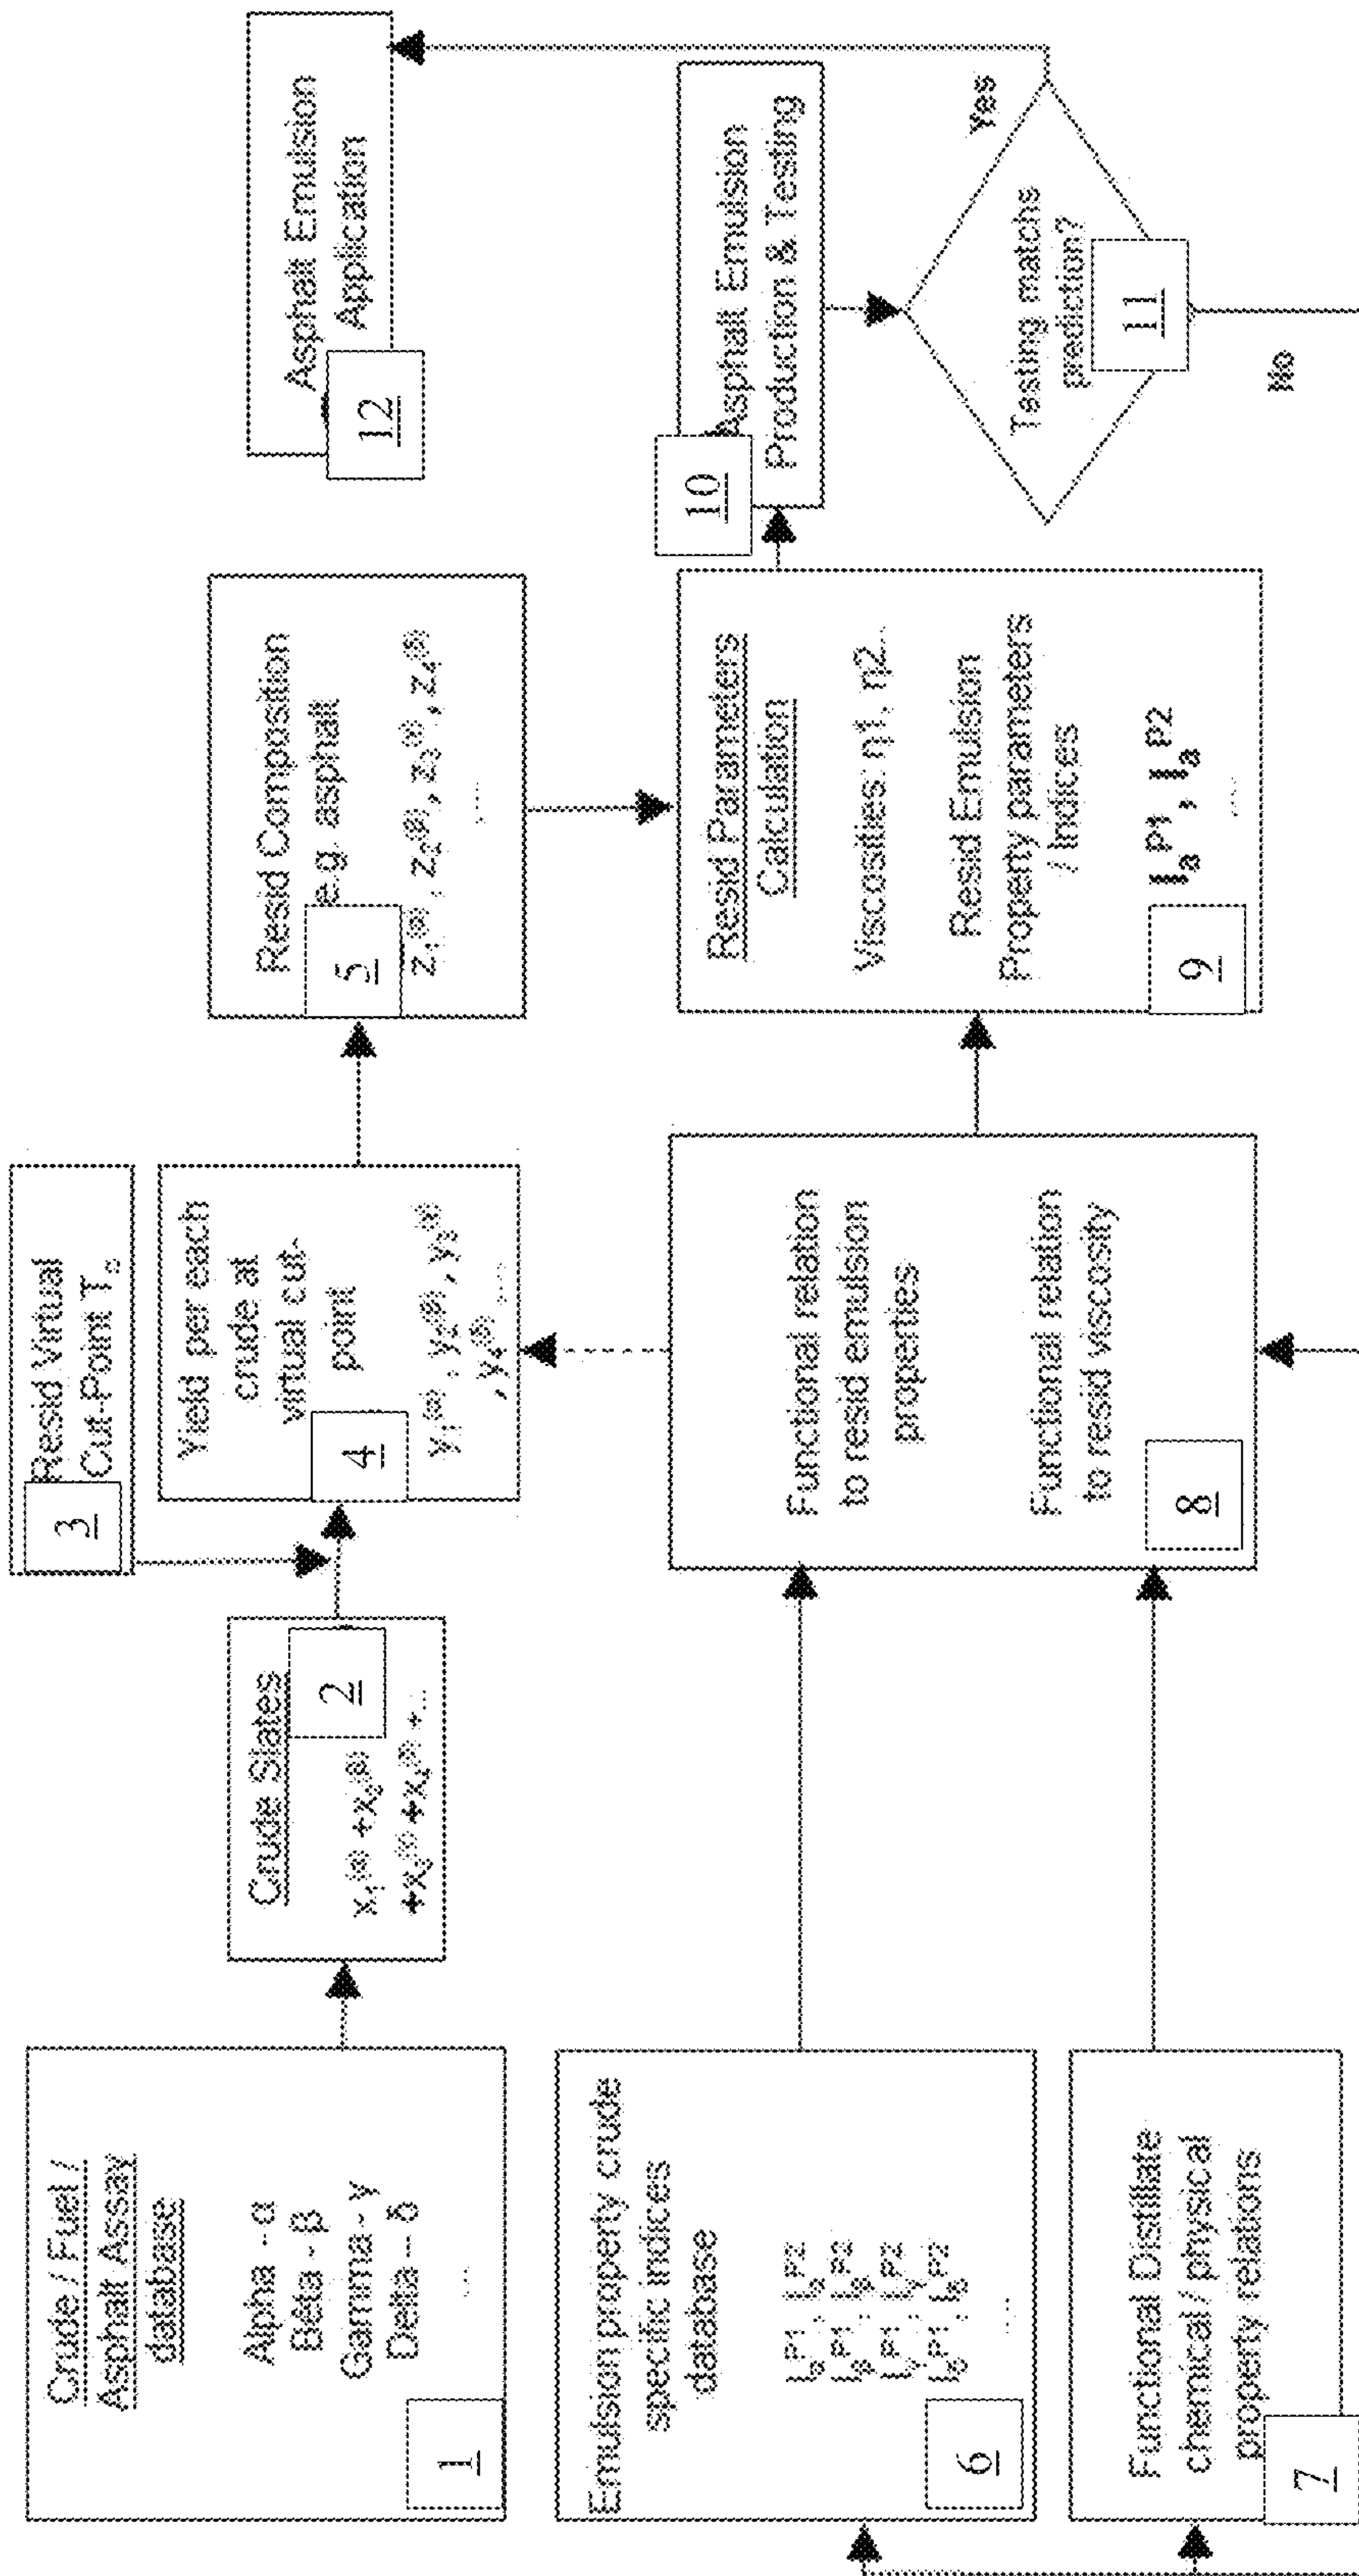 Crude / Fuel /
Asphalt Assay
database
Alpha - α
Bêta - β
Gamma - γ
Delta – δ
...
1
Crude Slates
2
Resid Virtual
Cut-Point T
3
Yield per each
crude at
virtual cut-
point
4
Resid Composition
e.g. asphalt
5
...
Asphalt Emulsion
Application
12
Emulsion property crude
specific indices
database
...
6
Functional Distillate
chemical / physical
property relations
7
Functional relation
to resid emulsion
properties
Functional relation
to resid viscosity
8
Resid Parameters
Calculation
Viscosities: η1, η2...
Resid Emulsion
Property parameters
/ Indices
Iₐᴾ¹, Iₐᴾ²
...
9
Asphalt Emulsion
Production & Testing
10
Testing matchs
prediction?
11
Yes
No